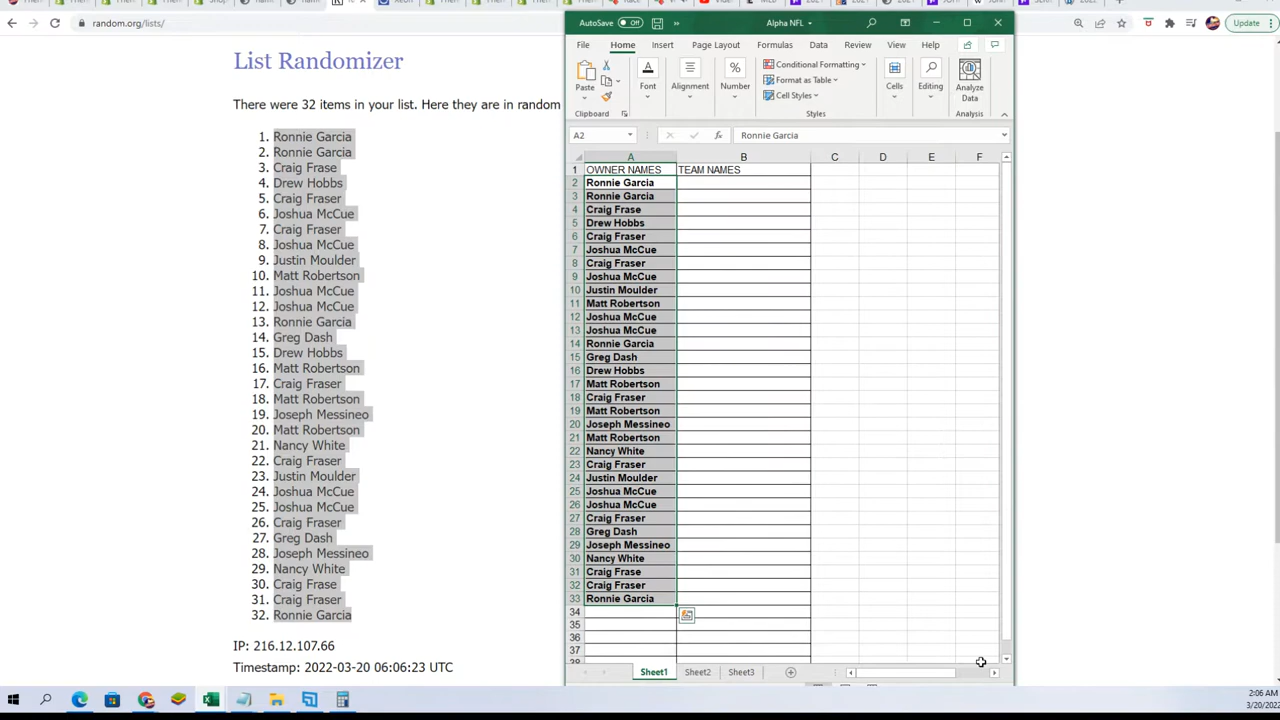 random.org/lists/
Update
List Randomizer
There were 32 items in your list. Here they are in random
1. Ronnie Garcia
2. Ronnie Garcia
3. Craig Frase
4. Drew Hobbs
5. Craig Fraser
6. Joshua McCue
7. Craig Fraser
8. Joshua McCue
9. Justin Moulder
10. Matt Robertson
11. Joshua McCue
12. Joshua McCue
13. Ronnie Garcia
14. Greg Dash
15. Drew Hobbs
16. Matt Robertson
17. Craig Fraser
18. Matt Robertson
19. Joseph Messineo
20. Matt Robertson
21. Nancy White
22. Craig Fraser
23. Justin Moulder
24. Joshua McCue
25. Joshua McCue
26. Craig Fraser
27. Greg Dash
28. Joseph Messineo
29. Nancy White
30. Craig Frase
31. Craig Fraser
32. Ronnie Garcia
IP: 216.12.107.66
Timestamp: 2022-03-20 06:06:23 UTC
AutoSave Off Alpha NFL
File Home Insert Page Layout Formulas Data Review View Help
Paste Font Alignment Number Conditional Formatting Format as Table Cell Styles Cells Editing Analyze Data
Clipboard Styles Analysis
A2 fx Ronnie Garcia
A B C D E F
1 OWNER NAMES TEAM NAMES
2 Ronnie Garcia
3 Ronnie Garcia
4 Craig Frase
5 Drew Hobbs
6 Craig Fraser
7 Joshua McCue
8 Craig Fraser
9 Joshua McCue
10 Justin Moulder
11 Matt Robertson
12 Joshua McCue
13 Joshua McCue
14 Ronnie Garcia
15 Greg Dash
16 Drew Hobbs
17 Matt Robertson
18 Craig Fraser
19 Matt Robertson
20 Joseph Messineo
21 Matt Robertson
22 Nancy White
23 Craig Fraser
24 Justin Moulder
25 Joshua McCue
26 Joshua McCue
27 Craig Fraser
28 Greg Dash
29 Joseph Messineo
30 Nancy White
31 Craig Frase
32 Craig Fraser
33 Ronnie Garcia
34
35
36
37
Sheet1 Sheet2 Sheet3
2:06 AM